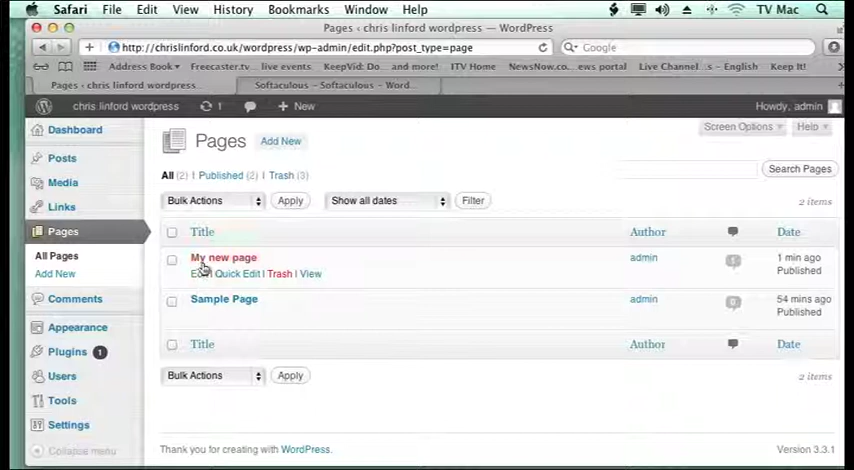 Safari File Edit View History Bookmarks Window Help TV Mac
Pages ‹ chris linford wordpress — WordPress
http://chrislinford.co.uk/wordpress/wp-admin/edit.php?post_type=page Google
Address Book Freecaster.com live events KeepVid: Do... and more! ITV Home NewsNow.co... ews portal Leave It! ... s – English Keep It!
Pages ‹ chris linford wordpress... Softaculous – Softaculous – Word...
chris linford wordpress 1 + New Howdy, admin
Dashboard
Posts
Media
Links
Pages
All Pages
Add New
Comments
Appearance
Plugins 1
Users
Tools
Settings
Collapse menu
Screen Options Help
Pages Add New
All (2) | Published (2) | Trash (3)
Search Pages
Bulk Actions Apply Show all dates Filter 2 items
Title Author Date
My new page admin 1 min ago
Published
Edit | Quick Edit | Trash | View
Sample Page admin 0 54 mins ago
Published
Title Author Date
Bulk Actions Apply 2 items
Thank you for creating with WordPress. Version 3.3.1